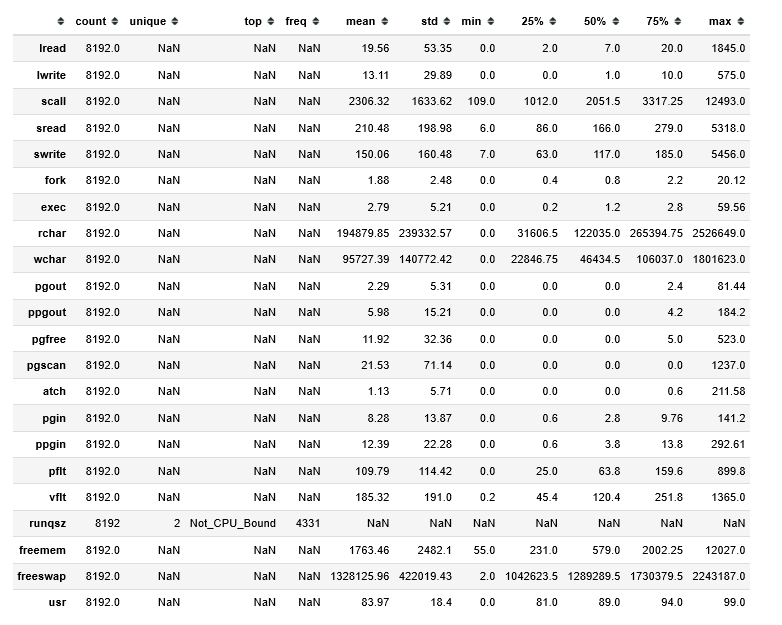 count unique top freq mean std min 25% 50% 75% max
lread 8192.0 NaN NaN NaN 19.56 53.35 0.0 2.0 7.0 20.0 1845.0
lwrite 8192.0 NaN NaN NaN 13.11 29.89 0.0 0.0 1.0 10.0 575.0
scall 8192.0 NaN NaN NaN 2306.32 1633.62 109.0 1012.0 2051.5 3317.25 12493.0
sread 8192.0 NaN NaN NaN 210.48 198.98 6.0 86.0 166.0 279.0 5318.0
swrite 8192.0 NaN NaN NaN 150.06 160.48 7.0 63.0 117.0 185.0 5456.0
fork 8192.0 NaN NaN NaN 1.88 2.48 0.0 0.4 0.8 2.2 20.12
exec 8192.0 NaN NaN NaN 2.79 5.21 0.0 0.2 1.2 2.8 59.56
rchar 8192.0 NaN NaN NaN 194879.85 239332.57 0.0 31606.5 122035.0 265394.75 2526649.0
wchar 8192.0 NaN NaN NaN 95727.39 140772.42 0.0 22846.75 46434.5 106037.0 1801623.0
pgout 8192.0 NaN NaN NaN 2.29 5.31 0.0 0.0 0.0 2.4 81.44
ppgout 8192.0 NaN NaN NaN 5.98 15.21 0.0 0.0 0.0 4.2 184.2
pgfree 8192.0 NaN NaN NaN 11.92 32.36 0.0 0.0 0.0 5.0 523.0
pgscan 8192.0 NaN NaN NaN 21.53 71.14 0.0 0.0 0.0 0.0 1237.0
atch 8192.0 NaN NaN NaN 1.13 5.71 0.0 0.0 0.0 0.6 211.58
pgin 8192.0 NaN NaN NaN 8.28 13.87 0.0 0.6 2.8 9.76 141.2
ppgin 8192.0 NaN NaN NaN 12.39 22.28 0.0 0.6 3.8 13.8 292.61
pflt 8192.0 NaN NaN NaN 109.79 114.42 0.0 25.0 63.8 159.6 899.8
vflt 8192.0 NaN NaN NaN 185.32 191.0 0.2 45.4 120.4 251.8 1365.0
runqsz 8192 2 Not_CPU_Bound 4331 NaN NaN NaN NaN NaN NaN NaN
freemem 8192.0 NaN NaN NaN 1763.46 2482.1 55.0 231.0 579.0 2002.25 12027.0
freeswap 8192.0 NaN NaN NaN 1328125.96 422019.43 2.0 1042623.5 1289289.5 1730379.5 2243187.0
usr 8192.0 NaN NaN NaN 83.97 18.4 0.0 81.0 89.0 94.0 99.0